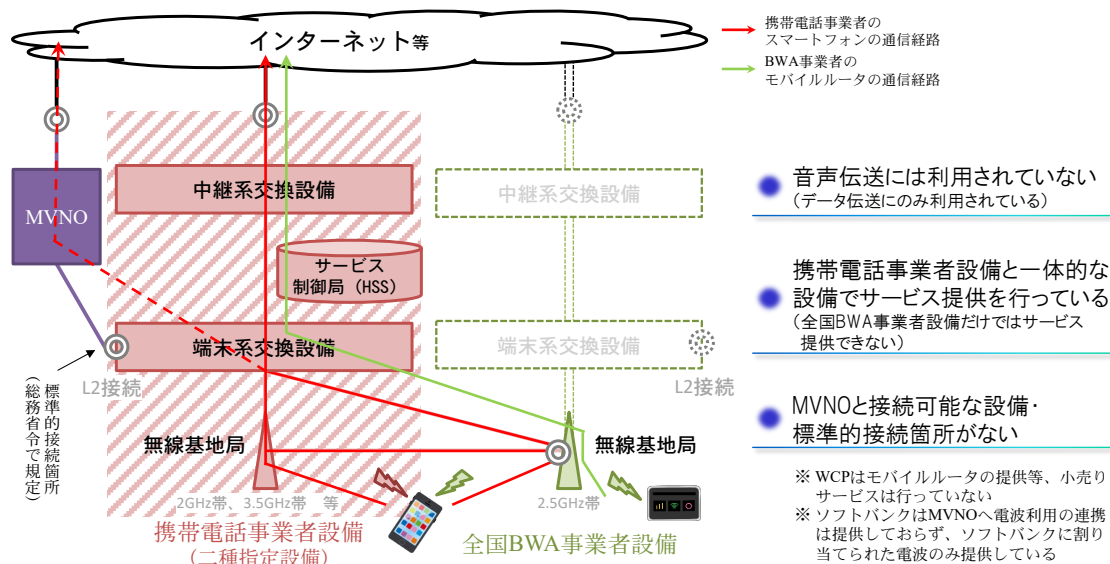 インターネット等
携帯電話事業者の
スマートフォンの通信経路
BWA事業者の
モバイルルータの通信経路
MVNO
中継系交換設備
中継系交換設備
サービス
制御局（HSS）
端末系交換設備
端末系交換設備
L2接続
L2接続
標準的接続箇所
（総務省令で規定）
無線基地局
無線基地局
2GHz帯、3.5GHz帯　等
2.5GHz帯
携帯電話事業者設備
（二種指定設備）
全国BWA事業者設備
音声伝送には利用されていない
（データ伝送にのみ利用されている）
携帯電話事業者設備と一体的な
設備でサービス提供を行っている
（全国BWA事業者設備だけではサービス
提供できない）
MVNOと接続可能な設備・
標準的接続箇所がない
※ WCPはモバイルルータの提供等、小売り
サービスは行っていない
※ ソフトバンクはMVNOへ電波利用の連携
は提供しておらず、ソフトバンクに割り
当てられた電波のみ提供している